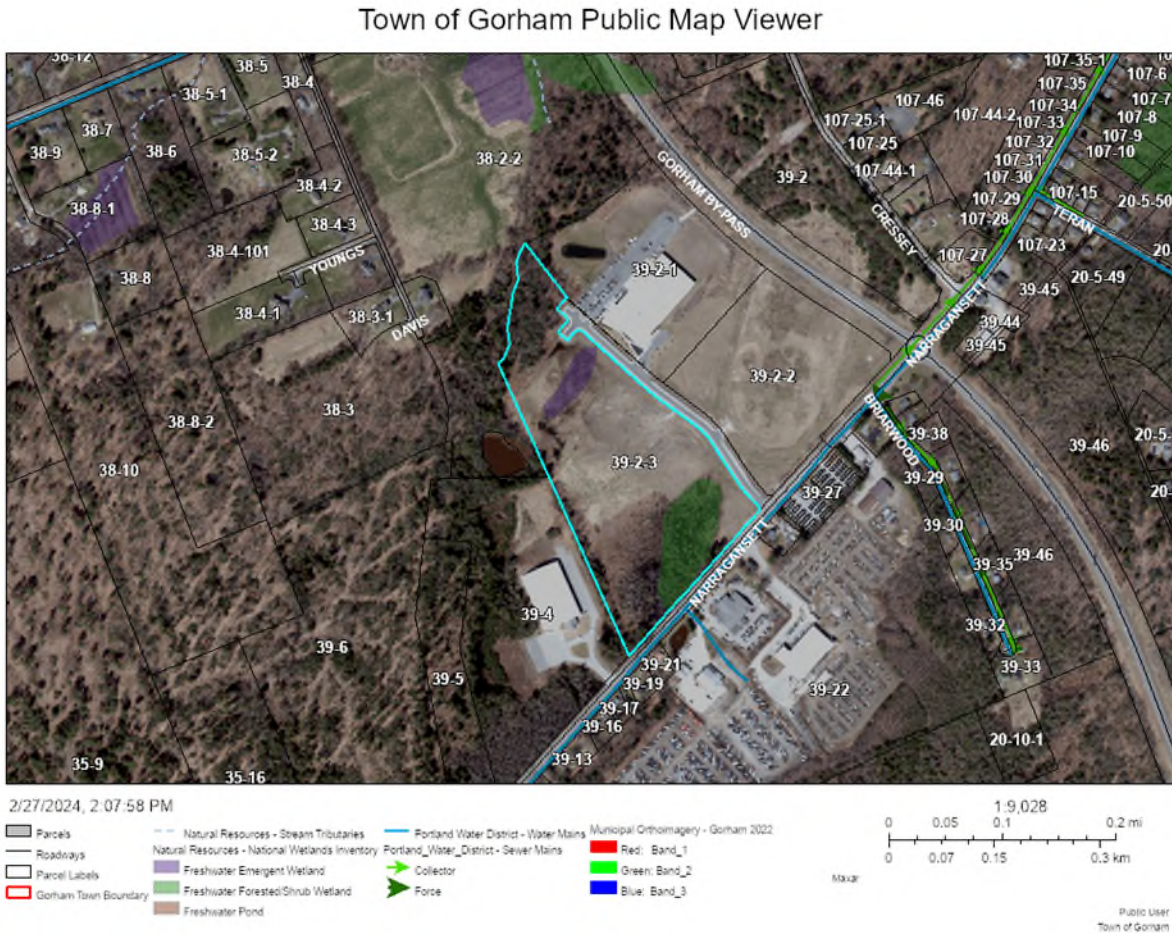 Town of Gorham Public Map Viewer
38-12
38-5
38-4
107-35-1
107-6
38-5-1
107-46
107-35
107-7
107-25-1
107-44-2
107-34
107-8
38-7
107-33
38-9
38-6
38-5-2
38-2-2
107-25
107-32
107-9
107-31
107-10
GORHAM BY-PASS
39-2
107-44-1
107-30
38-4-2
107-15
38-8-1
107-29
20-5-50
CRESSEY
107-28
TERAN
38-4-3
38-4-101
107-23
YOUNGS
107-27
39-2-1
38-8
20-5-49
NARRAGANSETT
39-45
38-4-1
38-3-1
39-44
DAVIS
39-45
39-2-2
BRIARWOOD
38-3
38-8-2
39-38
39-46
38-10
39-2-3
39-29
39-27
39-30
NARRAGANSETT
39-35
39-46
39-4
39-32
39-6
39-21
39-33
39-5
39-19
39-22
39-17
39-16
20-10-1
39-13
35-9
35-16
2/27/2024, 2:07:58 PM
1:9,028
Parcels
Roadways
Parcel Labels
Gorham Town Boundary
Natural Resources - Stream Tributaries
Natural Resources - National Wetlands Inventory
Freshwater Emergent Wetland
Freshwater Forested/Shrub Wetland
Freshwater Pond
Portland Water District - Water Mains
Portland_Water_District - Sewer Mains
Collector
Force
Municipal Orthoimagery - Gorham 2022
Red: Band_1
Green: Band_2
Blue: Band_3
0 0.05 0.1 0.2 mi
0 0.07 0.15 0.3 km
Maxar
Public User
Town of Gorham